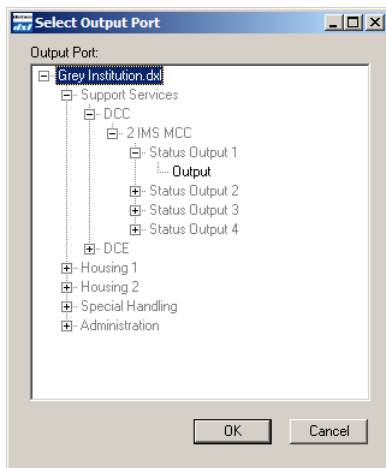 Select Output Port
Output Port:
Grey Institution.dxl
Support Services
DCC
2 IMS MCC
Status Output 1
Output
Status Output 2
Status Output 3
Status Output 4
DCE
Housing 1
Housing 2
Special Handling
Administration
OK Cancel